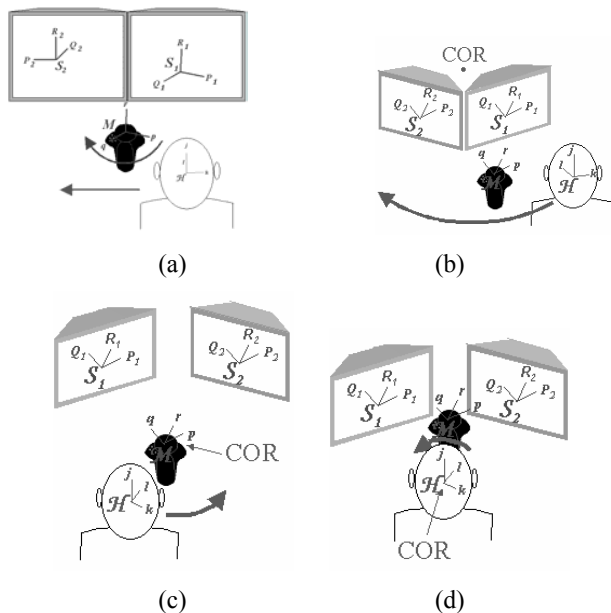 R₂
Q₂
P₂
S₂
R₁
S₁
P₁
Q₁
M
q
p
j
H
k
(a)
COR
R₂
Q₂
P₂
S₂
R₁
Q₁
P₁
S₁
q r p
M
j
l
H
k
(b)
R₁
Q₁
P₁
S₁
R₂
Q₂
P₂
S₂
q r p
M
COR
j
l
H
k
(c)
R₁
Q₁
P₁
S₁
R₂
Q₂
P₂
S₂
q r p
M
j
l
H
k
COR
(d)